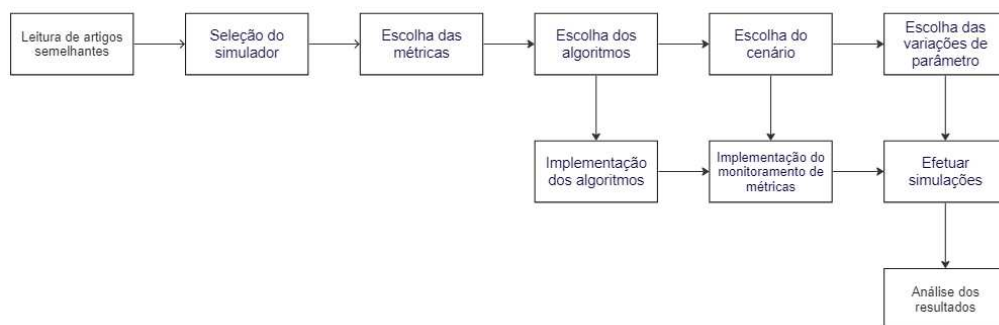 Leitura de artigos
semelhantes
Seleção do
simulador
Escolha das
métricas
Escolha dos
algoritmos
Escolha do
cenário
Escolha das
variações de
parâmetro
Implementação
dos algoritmos
Implementação do
monitoramento de
métricas
Efetuar
simulações
Análise dos
resultados